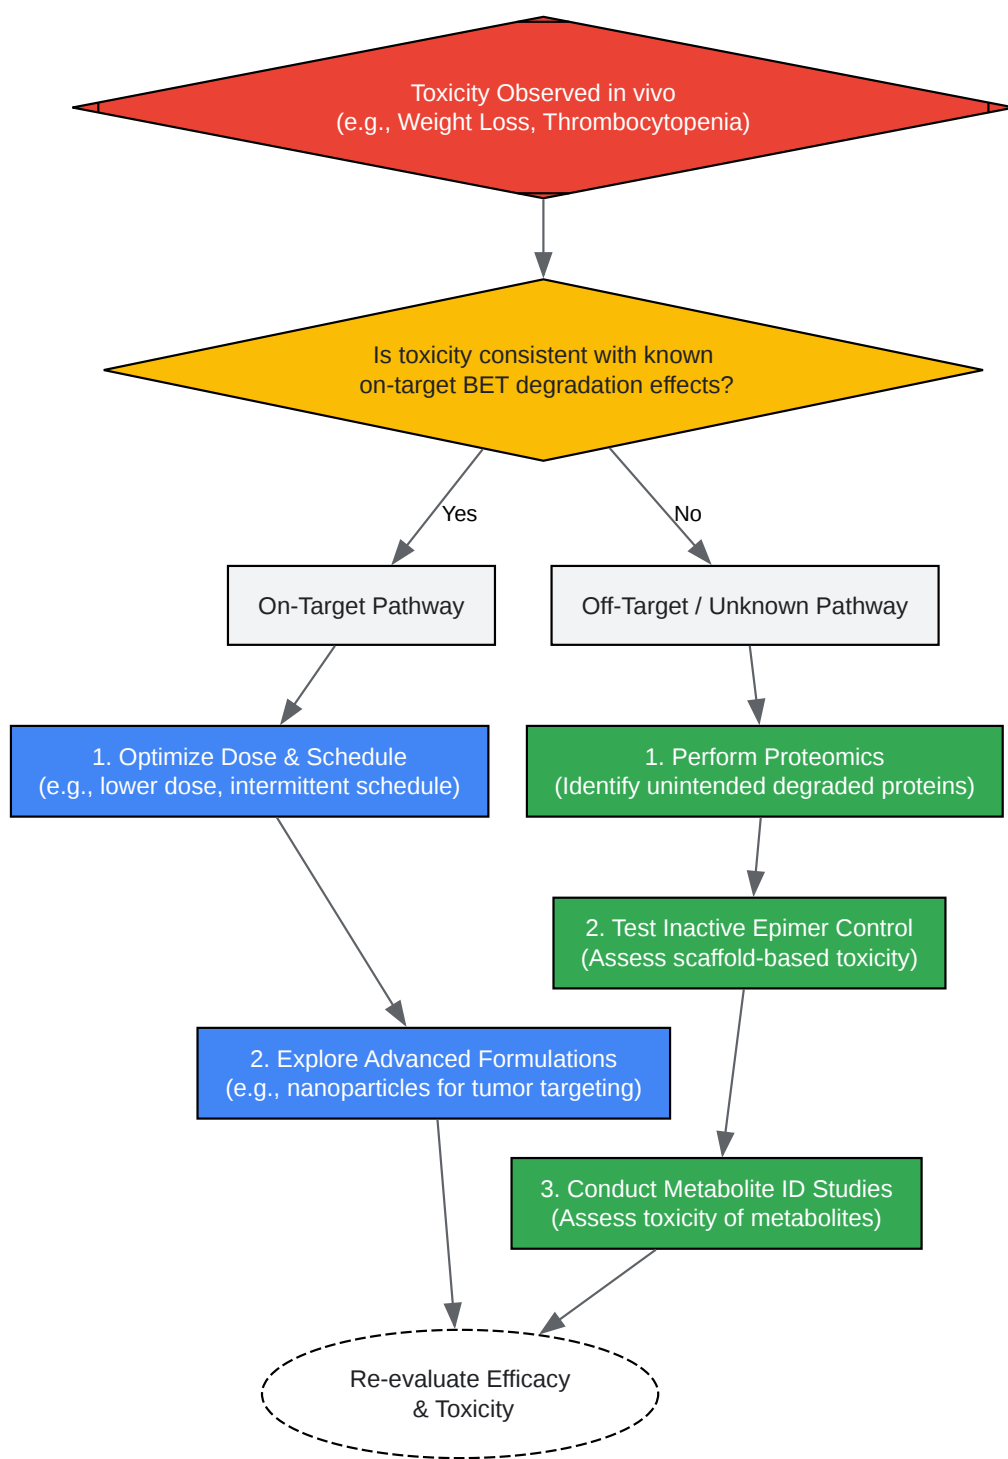 Toxicity Observed in vivo
(e.g., Weight Loss, Thrombocytopenia)
Is toxicity consistent with known
on-target BET degradation effects?
Yes
No
On-Target Pathway
Off-Target / Unknown Pathway
1. Optimize Dose & Schedule
(e.g., lower dose, intermittent schedule)
1. Perform Proteomics
(Identify unintended degraded proteins)
2. Test Inactive Epimer Control
(Assess scaffold-based toxicity)
2. Explore Advanced Formulations
(e.g., nanoparticles for tumor targeting)
3. Conduct Metabolite ID Studies
(Assess toxicity of metabolites)
Re-evaluate Efficacy
& Toxicity